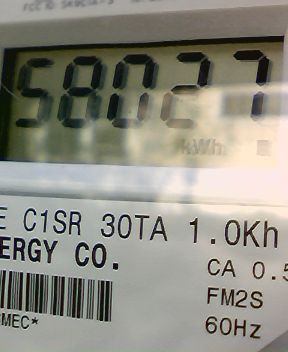 58027
kWh
E C1SR 30TA 1.0Kh
ERGY CO.
CA 0.5
FM2S
MEC*
60Hz